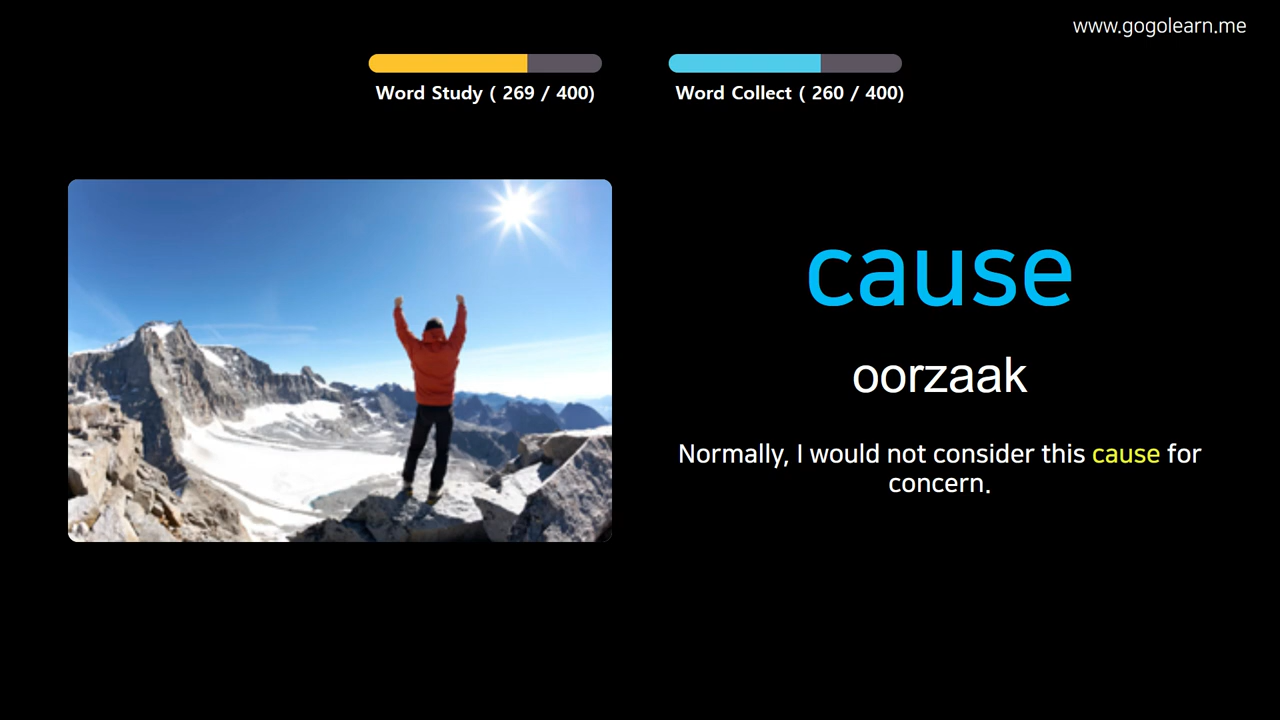 www.gogolearn.me
Word Study ( 269 / 400)
Word Collect ( 260 / 400)
cause
oorzaak
Normally, I would not consider this cause for
concern.